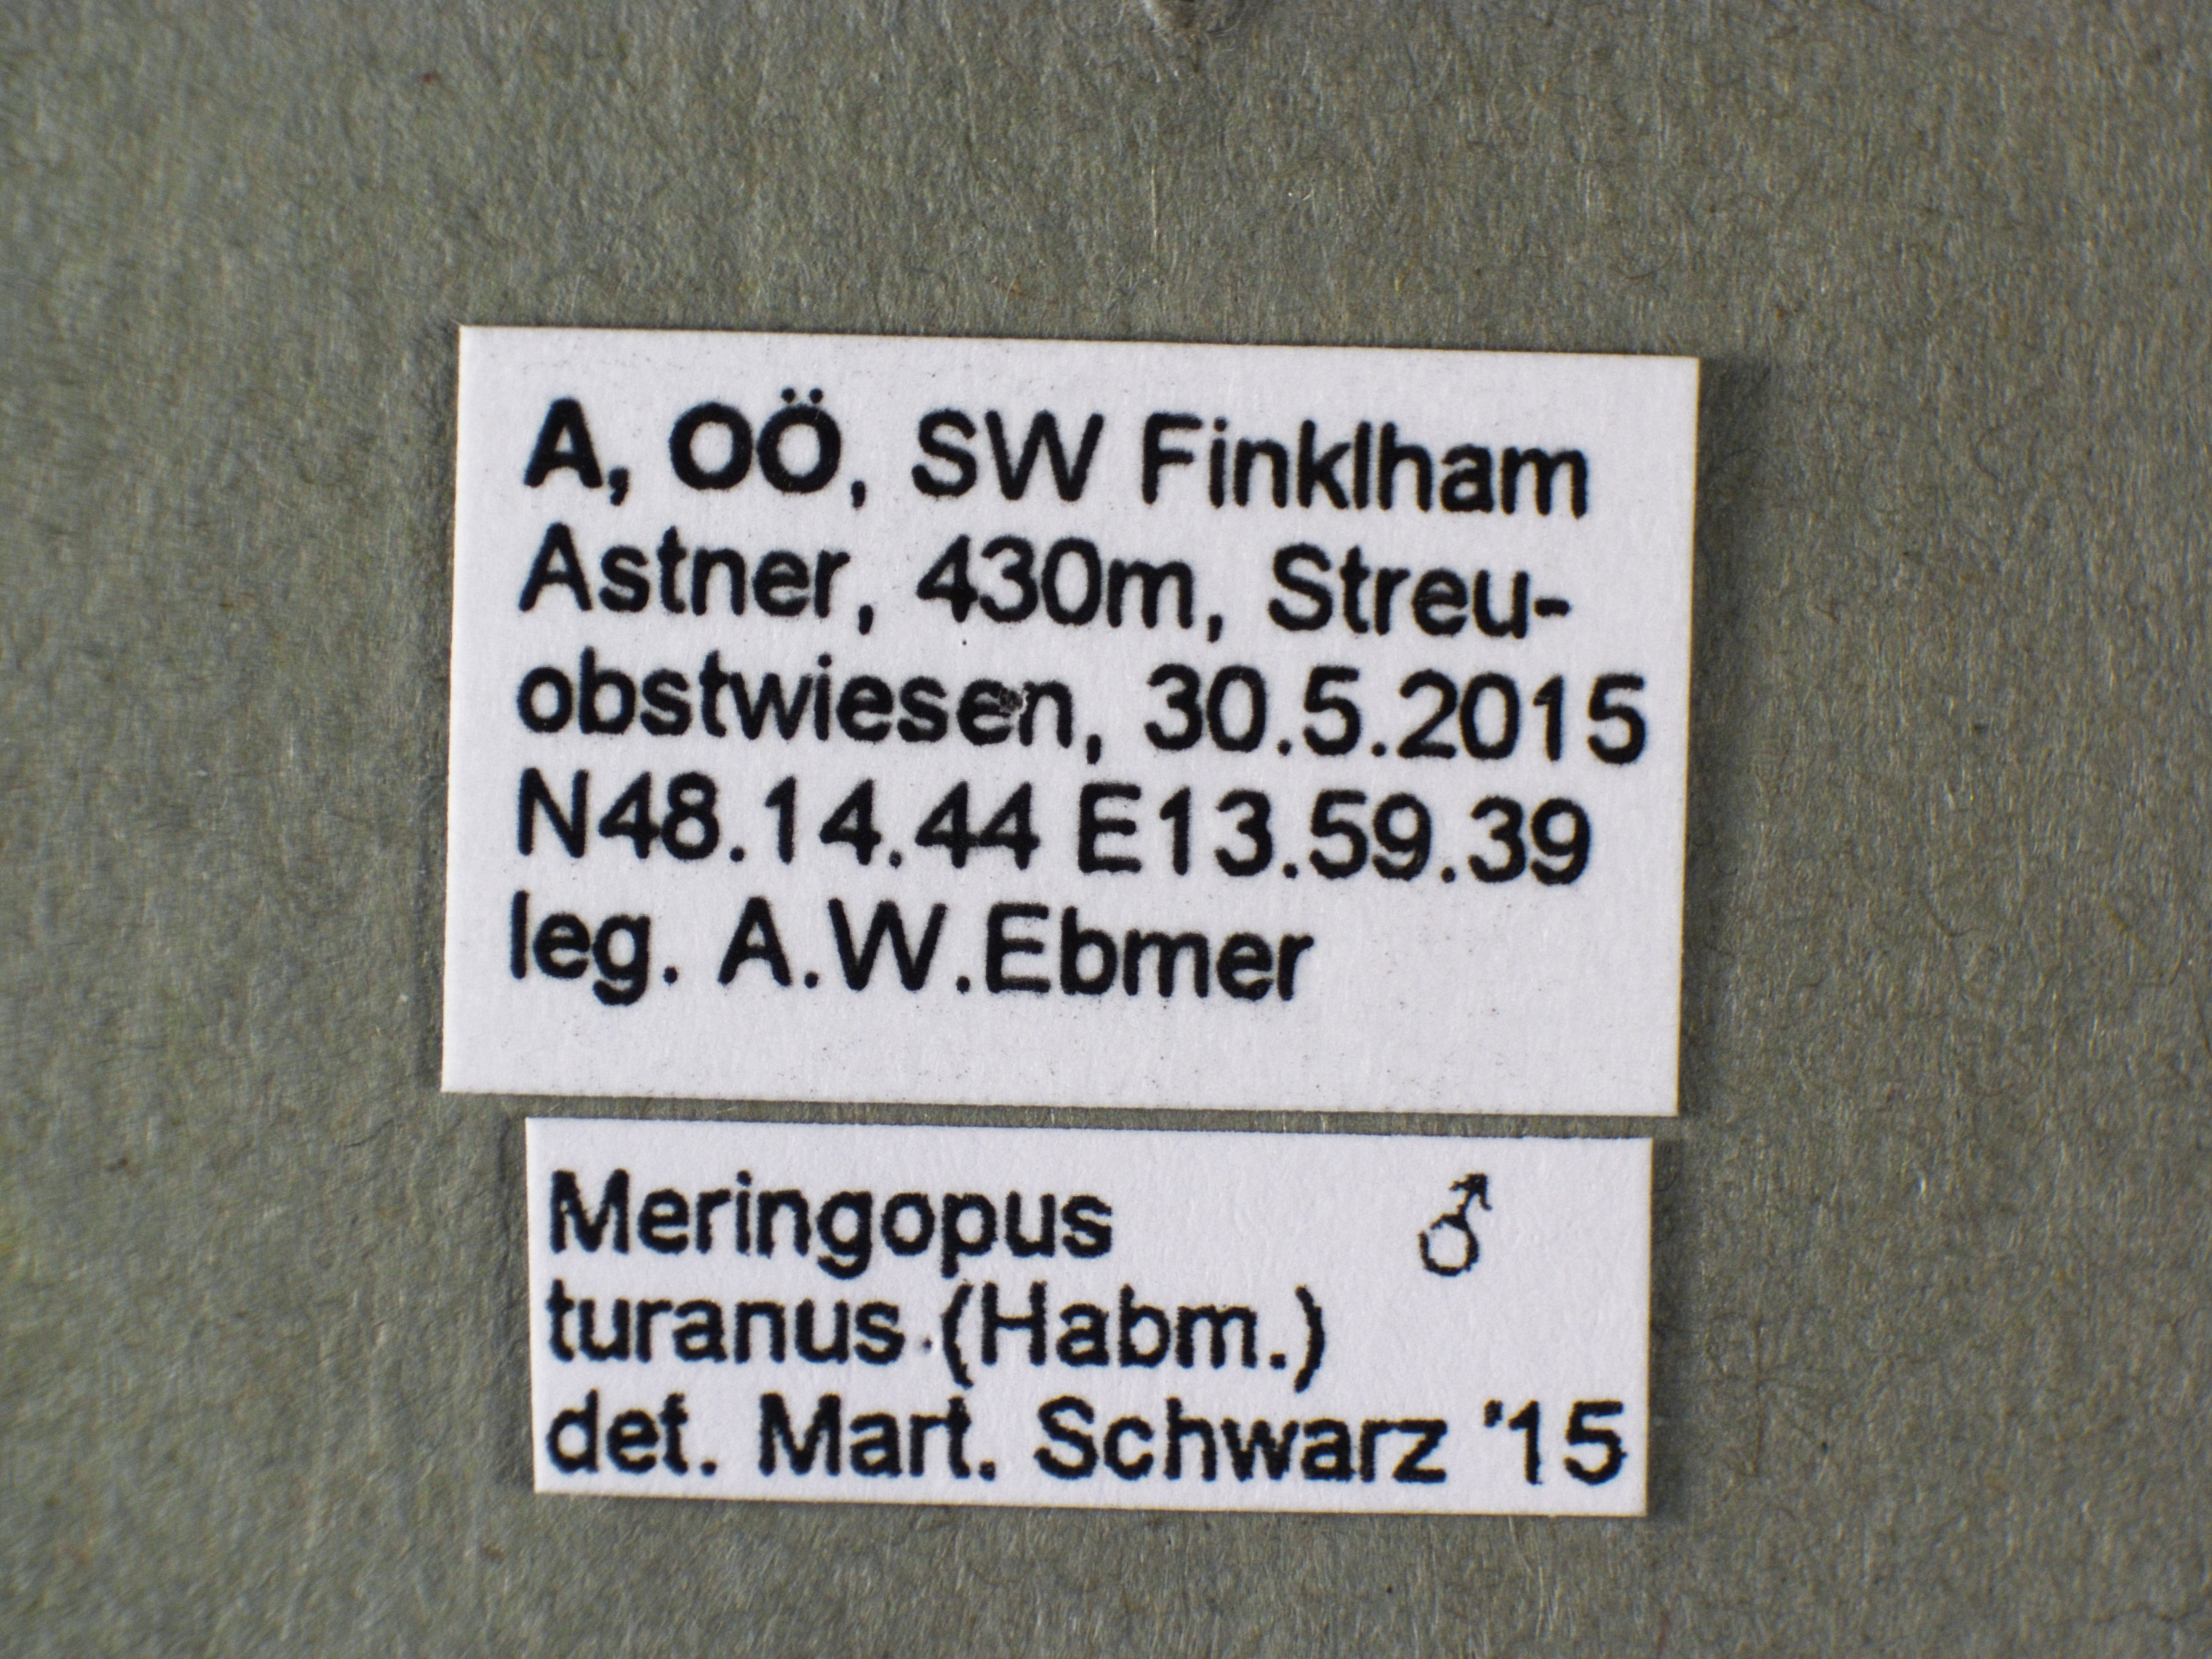 A, OÖ, SW Finklham
Astner, 430m, Streu-
obstwiesen, 30.5.2015
N48.14.44 E13.59.39
leg. A.W.Ebmer
Meringopus ♂
turanus (Habm.)
det. Mart. Schwarz '15